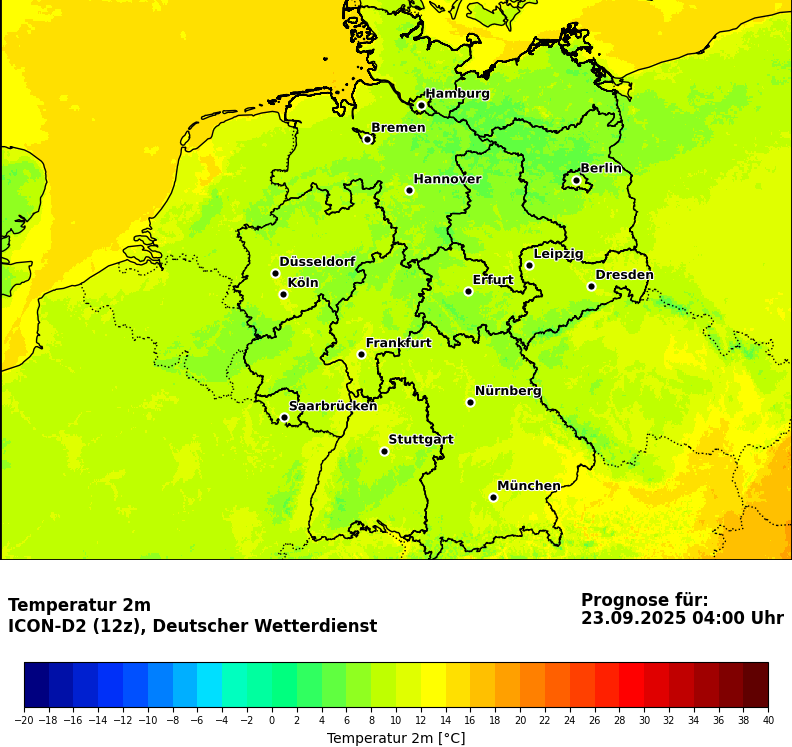 Hamburg
Bremen
Berlin
Hannover
Leipzig
Düsseldorf
Dresden
Köln
Erfurt
Frankfurt
Nürnberg
Saarbrücken
Stuttgart
München
Temperatur 2m
ICON-D2 (12z), Deutscher Wetterdienst
Prognose für:
23.09.2025 04:00 Uhr
−20 −18 −16 −14 −12 −10 −8 −6 −4 −2 0 2 4 6 8 10 12 14 16 18 20 22 24 26 28 30 32 34 36 38 40
Temperatur 2m [°C]